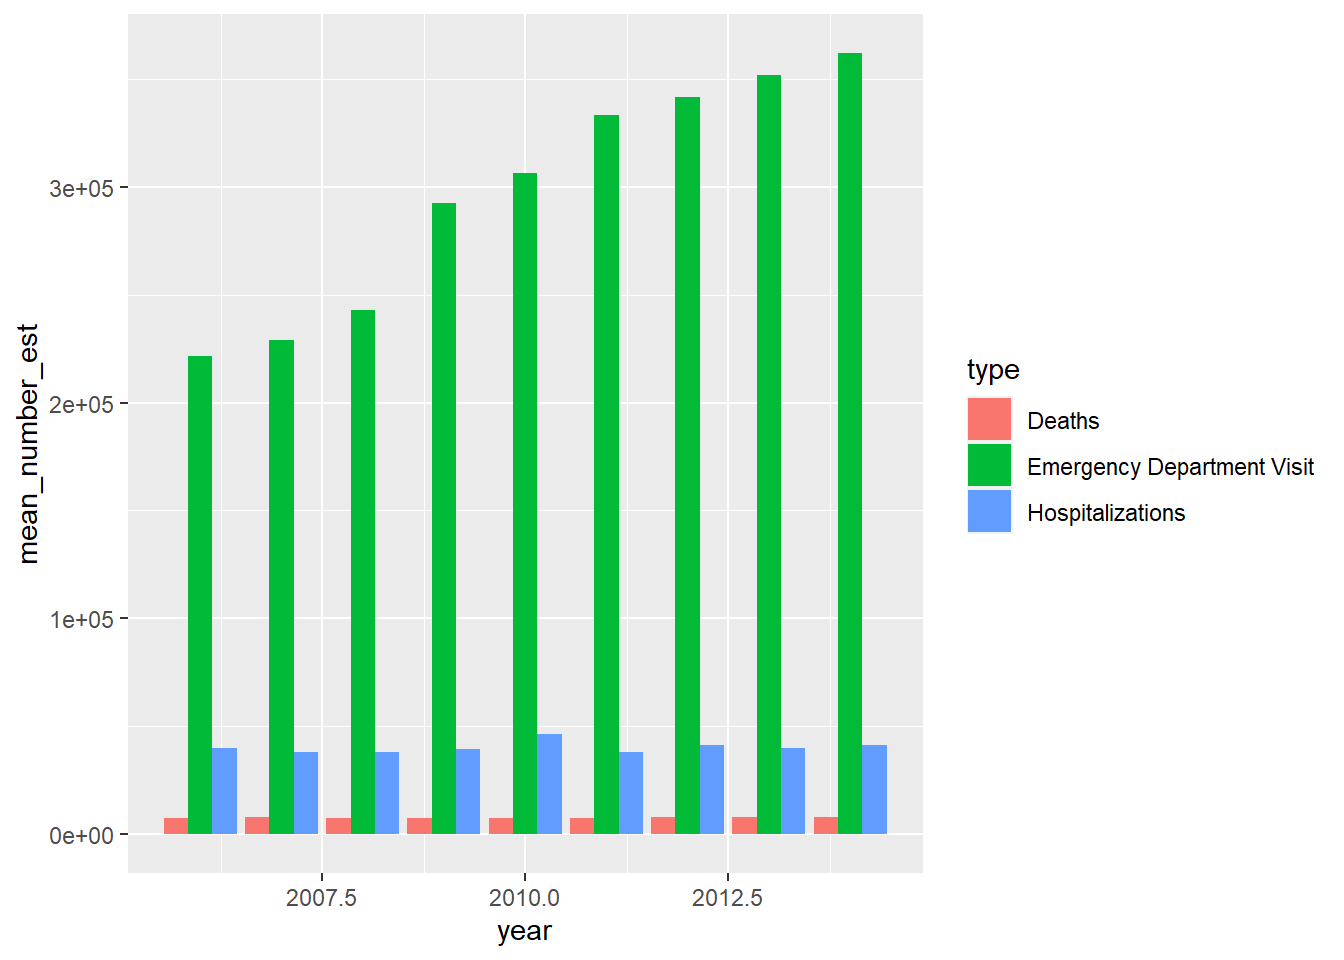 mean_number_est
3e+05
2e+05
1e+05
0e+00
2007.5
2010.0
2012.5
year
type
Deaths
Emergency Department Visit
Hospitalizations